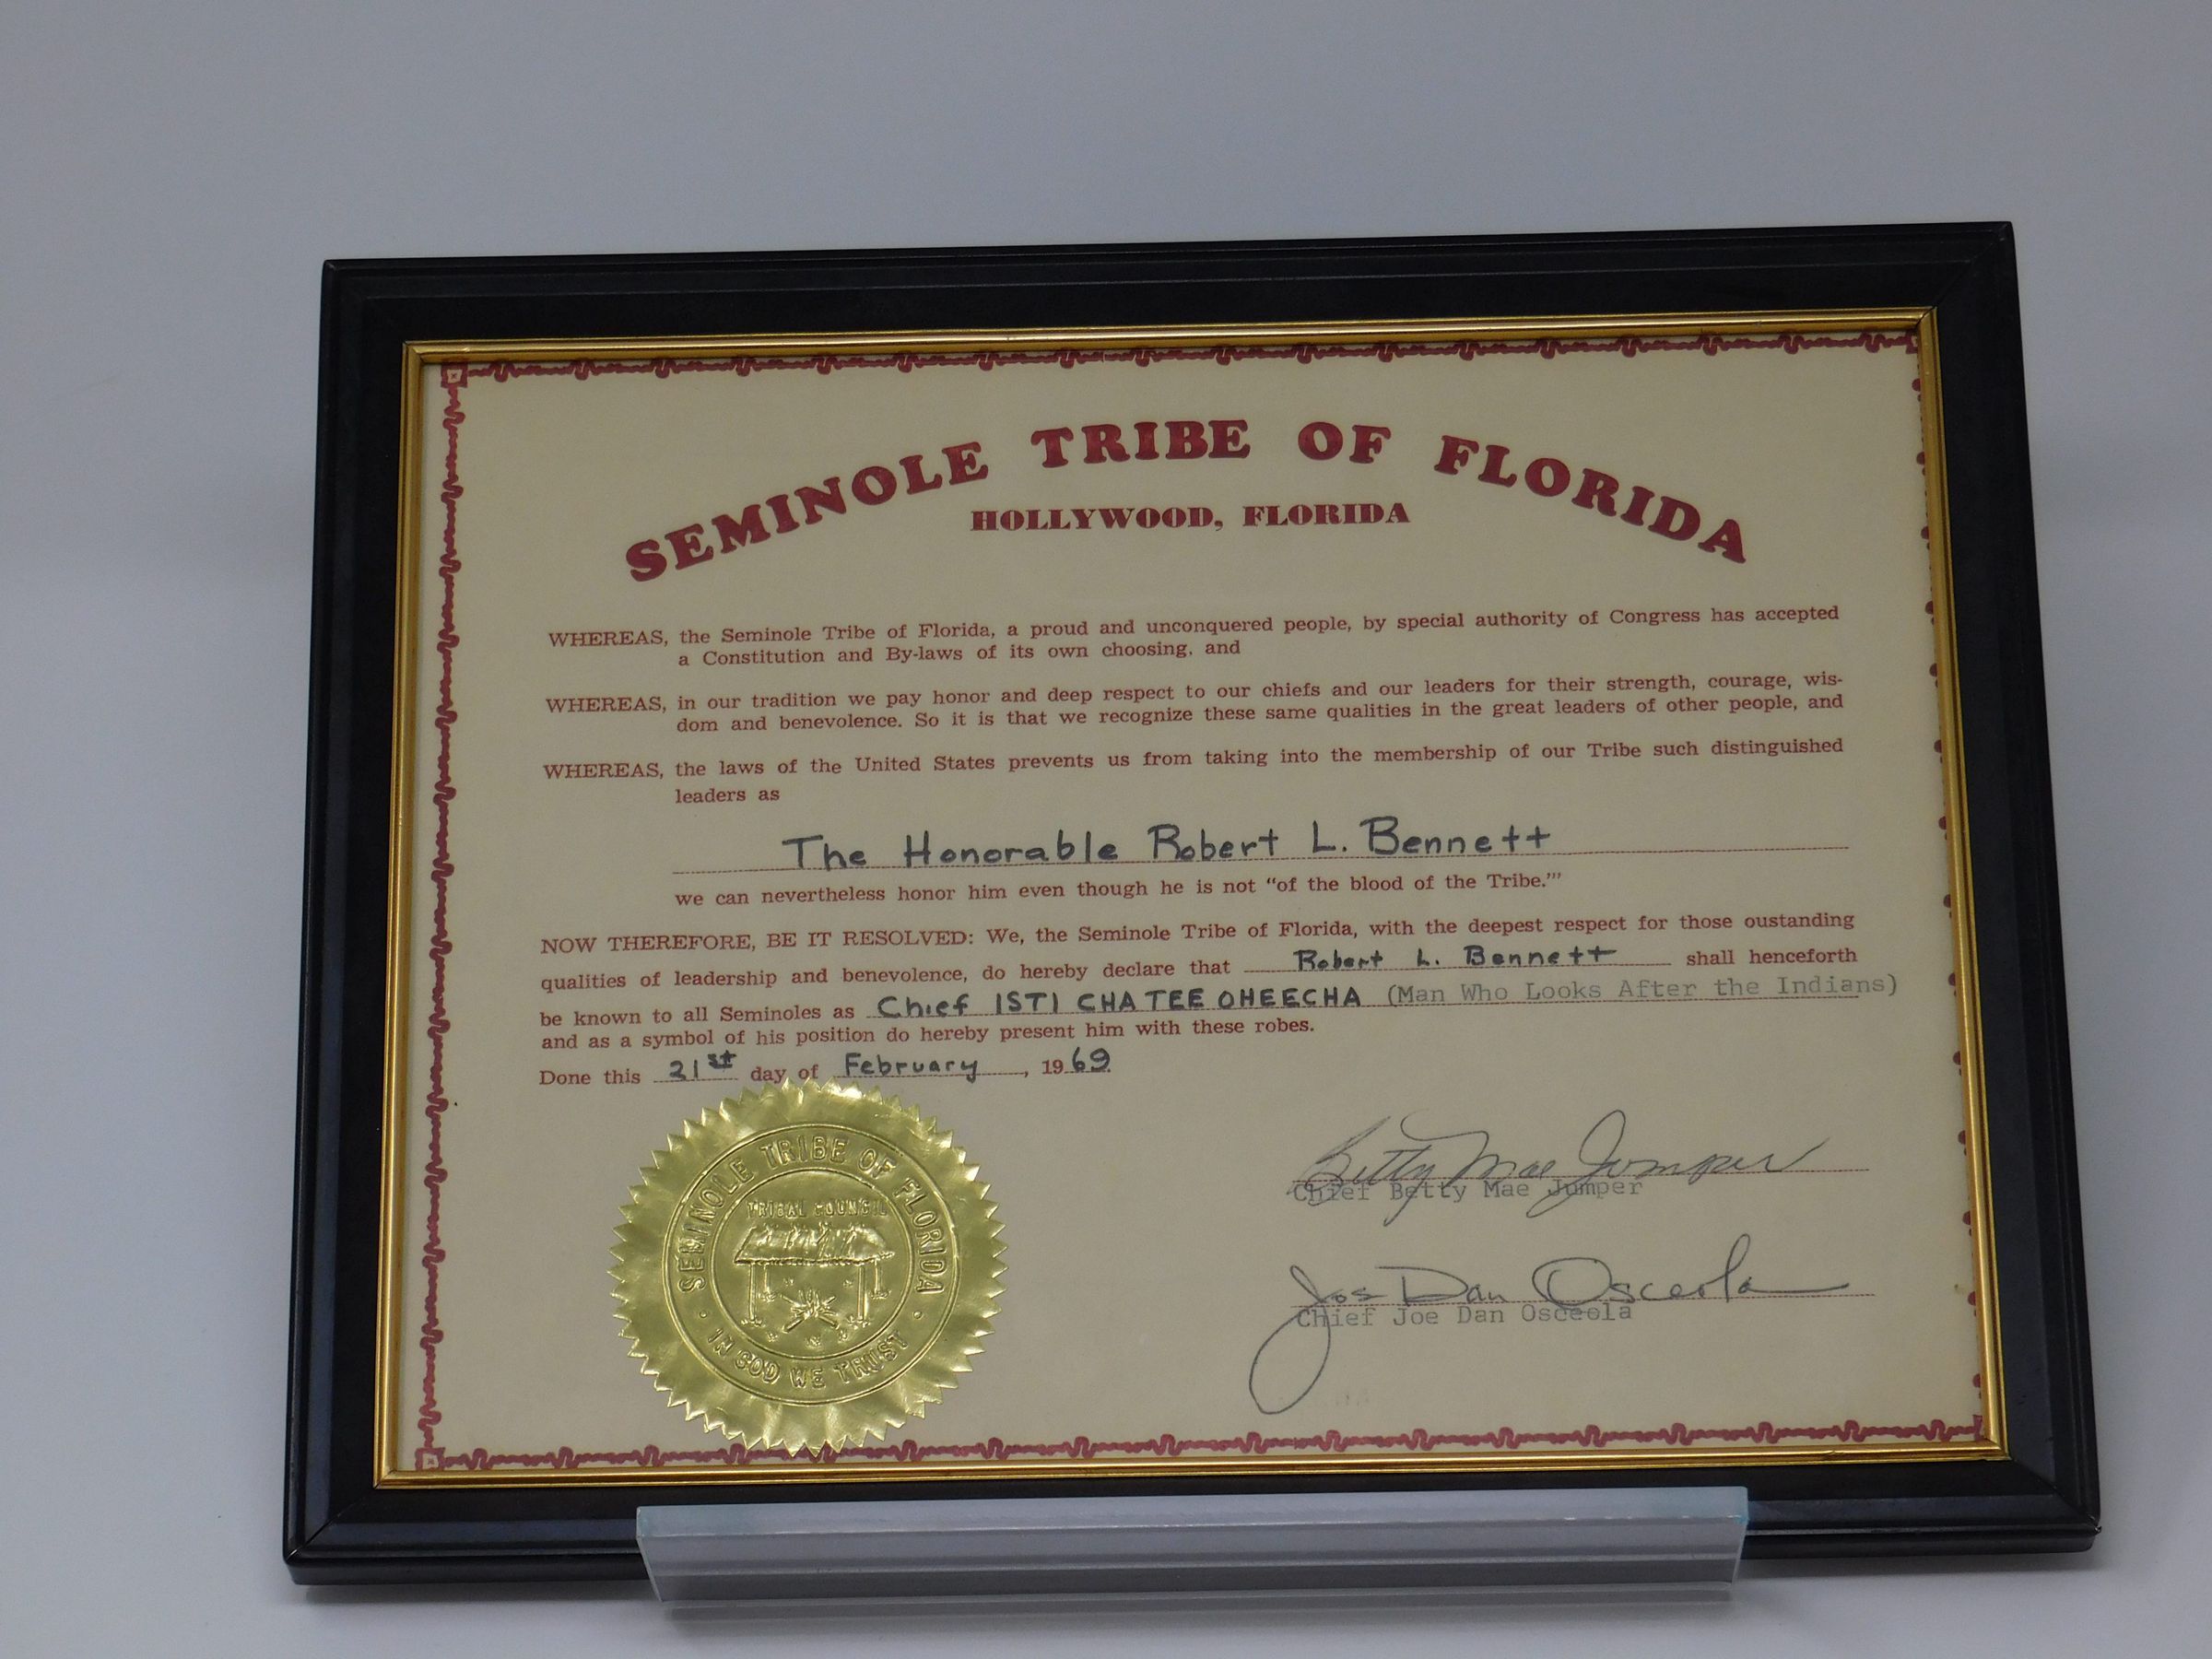 SEMINOLE TRIBE OF FLORIDA
HOLLYWOOD, FLORIDA
WHEREAS, the Seminole Tribe of Florida, a proud and unconquered people, by special authority of Congress has accepted
a Constitution and By-laws of its own choosing, and
WHEREAS, in our tradition we pay honor and deep respect to our chiefs and our leaders for their strength, courage, wis-
dom and benevolence. So it is that we recognize these same qualities in the great leaders of other people, and
WHEREAS, the laws of the United States prevents us from taking into the membership of our Tribe such distinguished
leaders as
The Honorable Robert L. Bennett
we can nevertheless honor him even though he is not "of the blood of the Tribe.'"
NOW THEREFORE, BE IT RESOLVED: We, the Seminole Tribe of Florida, with the deepest respect for those oustanding
qualities of leadership and benevolence, do hereby declare that Robert L. Bennett shall henceforth
be known to all Seminoles as Chief ISTI CHATEE OHEECHA (Man Who Looks After the Indians)
and as a symbol of his position do hereby present him with these robes.
Done this 21st day of February, 1969
Betty Mae Jumper
Chief Betty Mae Jumper
Joe Dan Osceola
Chief Joe Dan Osceola
SEMINOLE TRIBE OF FLORIDA
TRIBAL COUNCIL
IN GOD WE TRUST